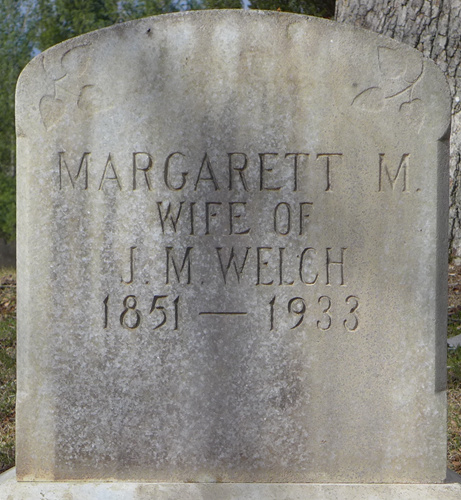 MARGARETT M.
WIFE OF
J. M. WELCH
1851 — 1933